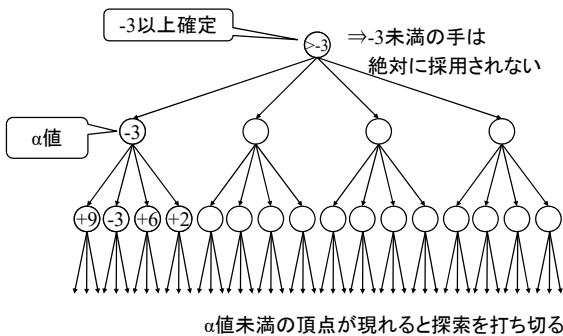 -3以上確定
>-3
⇒-3未満の手は
絶対に採用されない
α値
-3
+9 -3 +6 +2
α値未満の頂点が現れると探索を打ち切る